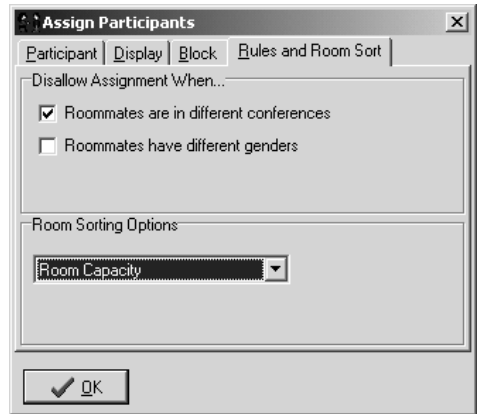 Assign Participants
Participant Display Block Rules and Room Sort
Disallow Assignment When...
Roommates are in different conferences
Roommates have different genders
Room Sorting Options
Room Capacity
OK